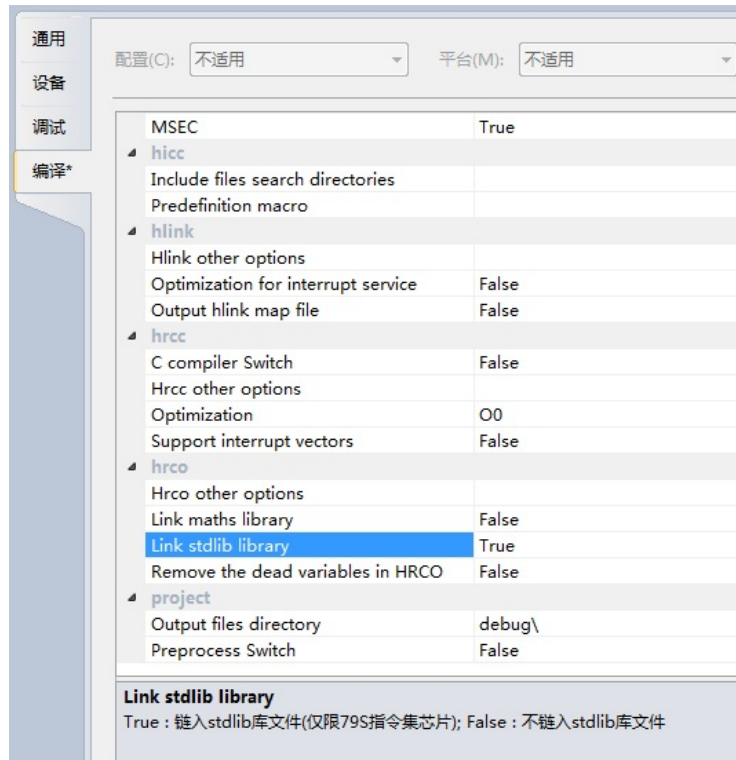 通用
设备
调试
编译*
配置(C): 不适用 平台(M): 不适用
MSEC True
hicc
Include files search directories
Predefinition macro
hlink
Hlink other options
Optimization for interrupt service False
Output hlink map file False
hrcc
C compiler Switch False
Hrcc other options
Optimization O0
Support interrupt vectors False
hrco
Hrco other options
Link maths library False
Link stdlib library True
Remove the dead variables in HRCO False
project
Output files directory debug\
Preprocess Switch False
Link stdlib library
True : 链入stdlib库文件(仅限79S指令集芯片); False : 不链入stdlib库文件